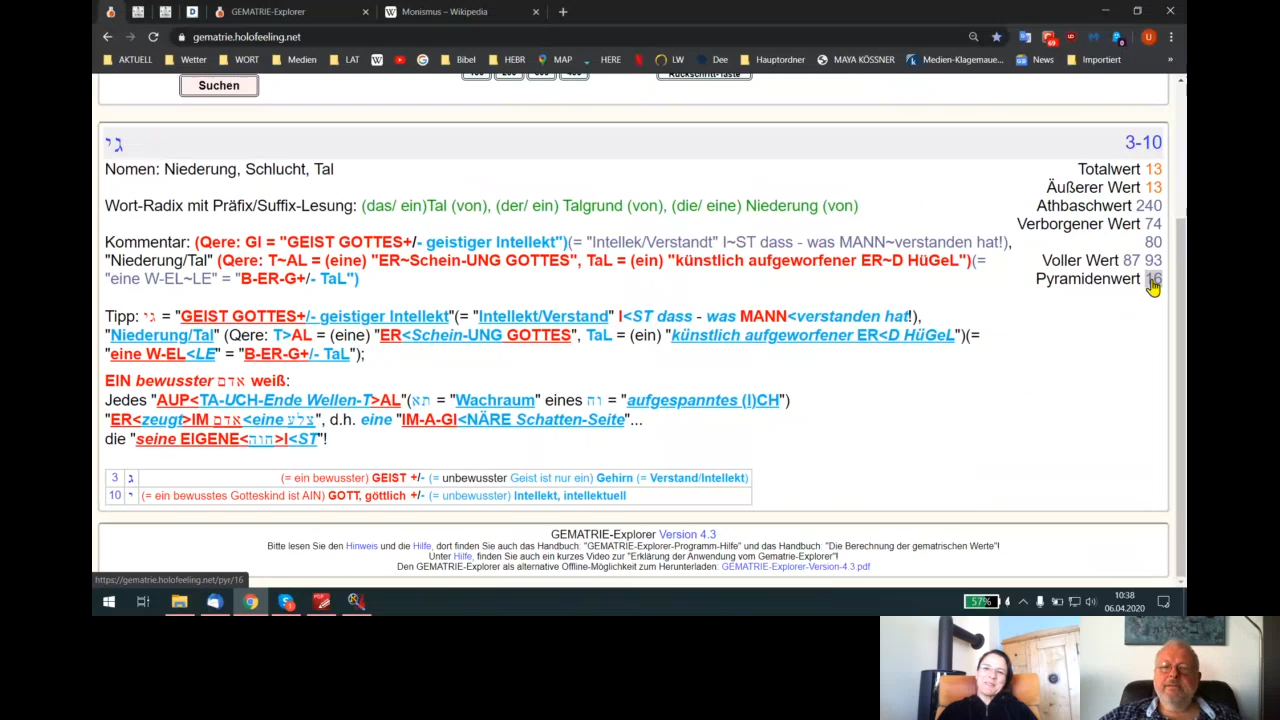 GEMATRIE-Explorer
Monismus – Wikipedia
gematrie.holofeeling.net
AKTUELL Wetter WORT Medien LAT Bibel HEBR MAP HERE LW Dee Hauptordner MAYA KÖSSNER Medien-Klagemaue... News Importiert »
Rückschritt-Taste
Suchen
גי 3-10
Nomen: Niederung, Schlucht, Tal
Totalwert 13
Äußerer Wert 13
Wort-Radix mit Präfix/Suffix-Lesung: (das/ ein)Tal (von), (der/ ein) Talgrund (von), (die/ eine) Niederung (von)
Athbaschwert 240
Verborgener Wert 74
80
Voller Wert 87 93
Pyramidenwert 16
Kommentar: (Qere: GI = "GEIST GOTTES+/- geistiger Intellekt")(= "Intellek/Verstandt" I~ST dass - was MANN~verstanden hat!),
"Niederung/Tal" (Qere: T~AL = (eine) "ER~Schein-UNG GOTTES", TaL = (ein) "künstlich aufgeworfener ER~D HüGeL")(=
"eine W-EL~LE" = "B-ER-G+/- TaL")
Tipp: גי = "GEIST GOTTES+/- geistiger Intellekt"(= "Intellekt/Verstand" I<ST dass - was MANN<verstanden hat!),
"Niederung/Tal" (Qere: T>AL = (eine) "ER<Schein-UNG GOTTES", TaL = (ein) "künstlich aufgeworfener ER<D HüGeL")(=
"eine W-EL<LE" = "B-ER-G+/- TaL");
EIN bewusster אדם weiß:
Jedes "AUP<TA-UCH-Ende Wellen-T>AL"(תא = "Wachraum" eines וח = "aufgespanntes (I)CH")
"ER<zeugt>IM אדם<eine צלע", d.h. eine "IM-A-GI<NÄRE Schatten-Seite"...
die "seine EIGENE<חוה>I<ST"!
3 ג (= ein bewusster) GEIST +/- (= unbewusster Geist ist nur ein) Gehirn (= Verstand/Intellekt)
10 י (= ein bewusstes Gotteskind ist AIN) GOTT, göttlich +/- (= unbewusster) Intellekt, intellektuell
GEMATRIE-Explorer Version 4.3
Bitte lesen Sie den Hinweis und die Hilfe, dort finden Sie auch das Handbuch: "GEMATRIE-Explorer-Programm-Hilfe" und das Handbuch: "Die Berechnung der gematrischen Werte"!
Unter Hilfe, finden Sie auch ein kurzes Video zur "Erklärung der Anwendung vom Gematrie-Explorer"!
Den GEMATRIE-Explorer als alternative Offline-Möglichkeit zum Herunterladen: GEMATRIE-Explorer-Version-4.3.pdf
https://gematrie.holofeeling.net/pyr/16
57%
10:38
06.04.2020